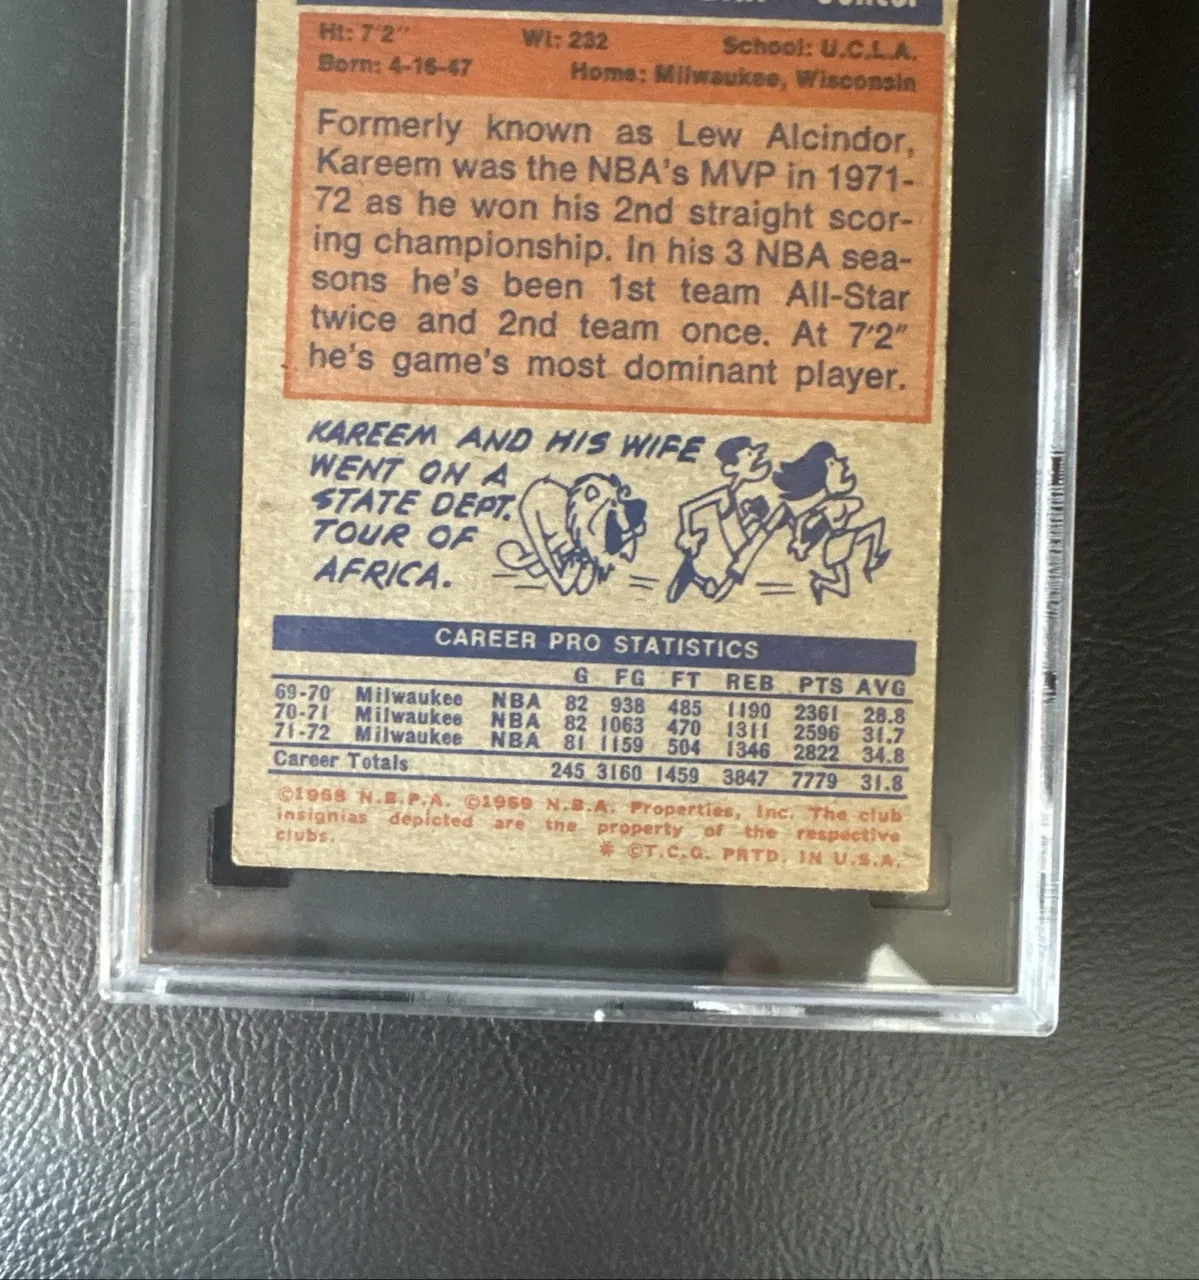 Center
Ht: 7'2" Wt: 232 School: U.C.L.A.
Born: 4-16-47 Home: Milwaukee, Wisconsin
Formerly known as Lew Alcindor,
Kareem was the NBA's MVP in 1971-
72 as he won his 2nd straight scor-
ing championship. In his 3 NBA sea-
sons he's been 1st team All-Star
twice and 2nd team once. At 7'2"
he's game's most dominant player.
KAREEM AND HIS WIFE
WENT ON A
STATE DEPT.
TOUR OF
AFRICA.
CAREER PRO STATISTICS
G FG FT REB PTS AVG
69-70 Milwaukee NBA 82 938 485 1190 2361 28.8
70-71 Milwaukee NBA 82 1063 470 1311 2596 31.7
71-72 Milwaukee NBA 81 1159 504 1346 2822 34.8
Career Totals 245 3160 1459 3847 7779 31.8
©1968 N.B.P.A. ©1969 N.B.A. Properties, Inc. The club
insignias depicted are the property of the respective
clubs. * ©T.C.G. PRTD. IN U.S.A.